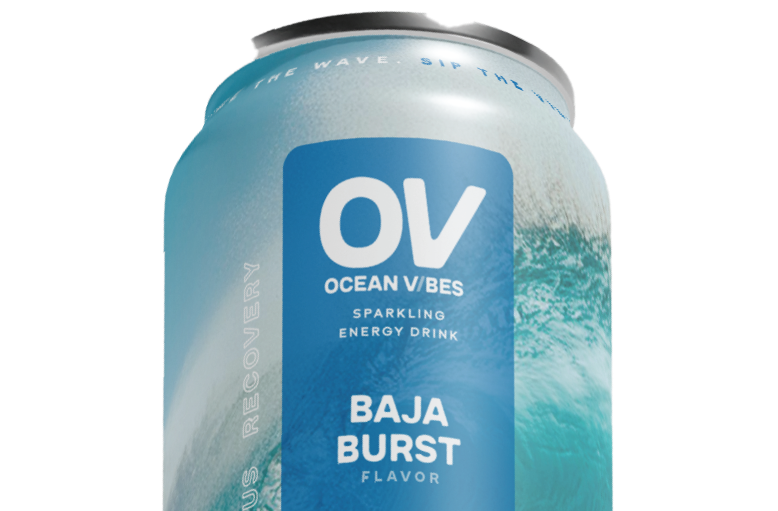 THE WAVE. SIP THE
OV
OCEAN V/BES
SPARKLING
ENERGY DRINK
BAJA
BURST
FLAVOR
RECOVERY